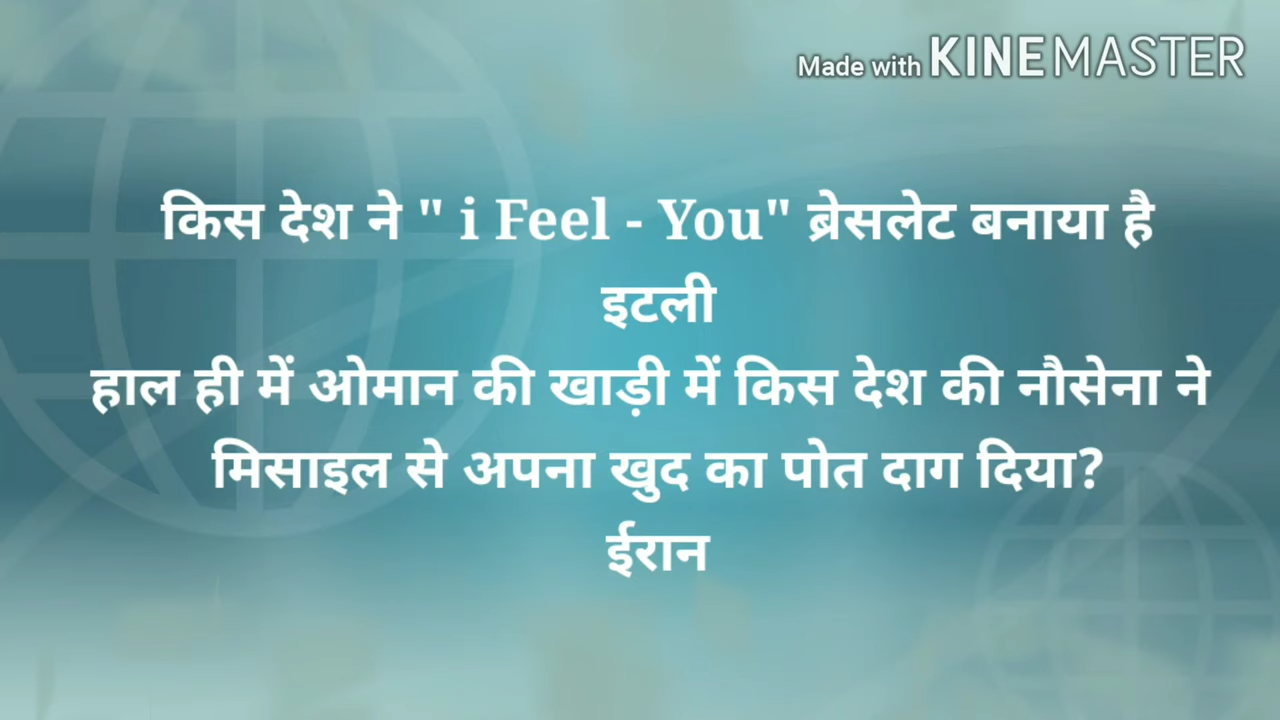 Made with KINEMASTER
किस देश ने " i Feel - You" ब्रेसलेट बनाया है
इटली
हाल ही में ओमान की खाड़ी में किस देश की नौसेना ने
मिसाइल से अपना खुद का पोत दाग दिया?
ईरान